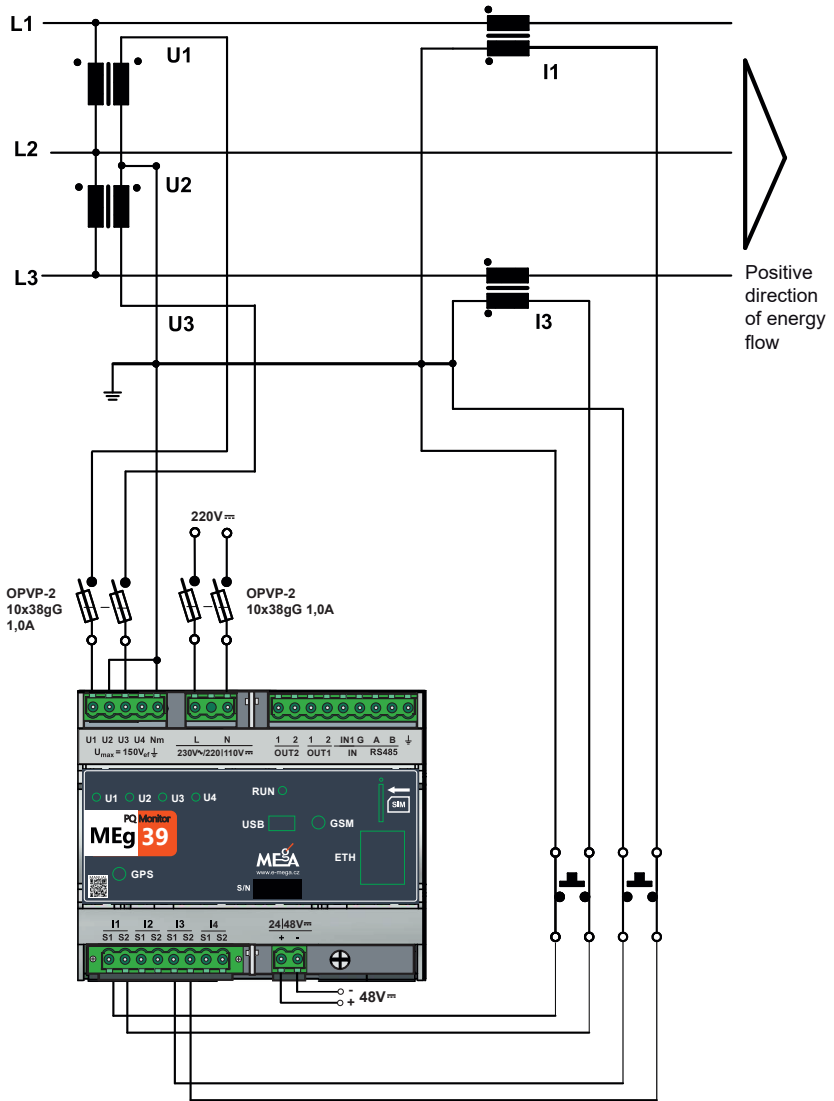 L1
U1
I1
L2
U2
L3
U3
I3
Positive
direction
of energy
flow
220V⎓
OPVP-2
10x38gG
1,0A
OPVP-2
10x38gG 1,0A
U1 U2 U3 U4 Nm
Umax = 150Vef ⏚
L N
230V~/220|110V⎓
1 2 1 2 IN1 G A B ⏚
OUT2 OUT1 IN RS485
U1 U2 U3 U4
RUN
SIM
PQ Monitor
MEg 39
USB
GSM
MEgA
www.e-mega.cz
ETH
GPS
S/N
I1 I2 I3 I4
S1 S2 S1 S2 S1 S2 S1 S2
24|48V⎓
+ -
- 
+ 48V⎓